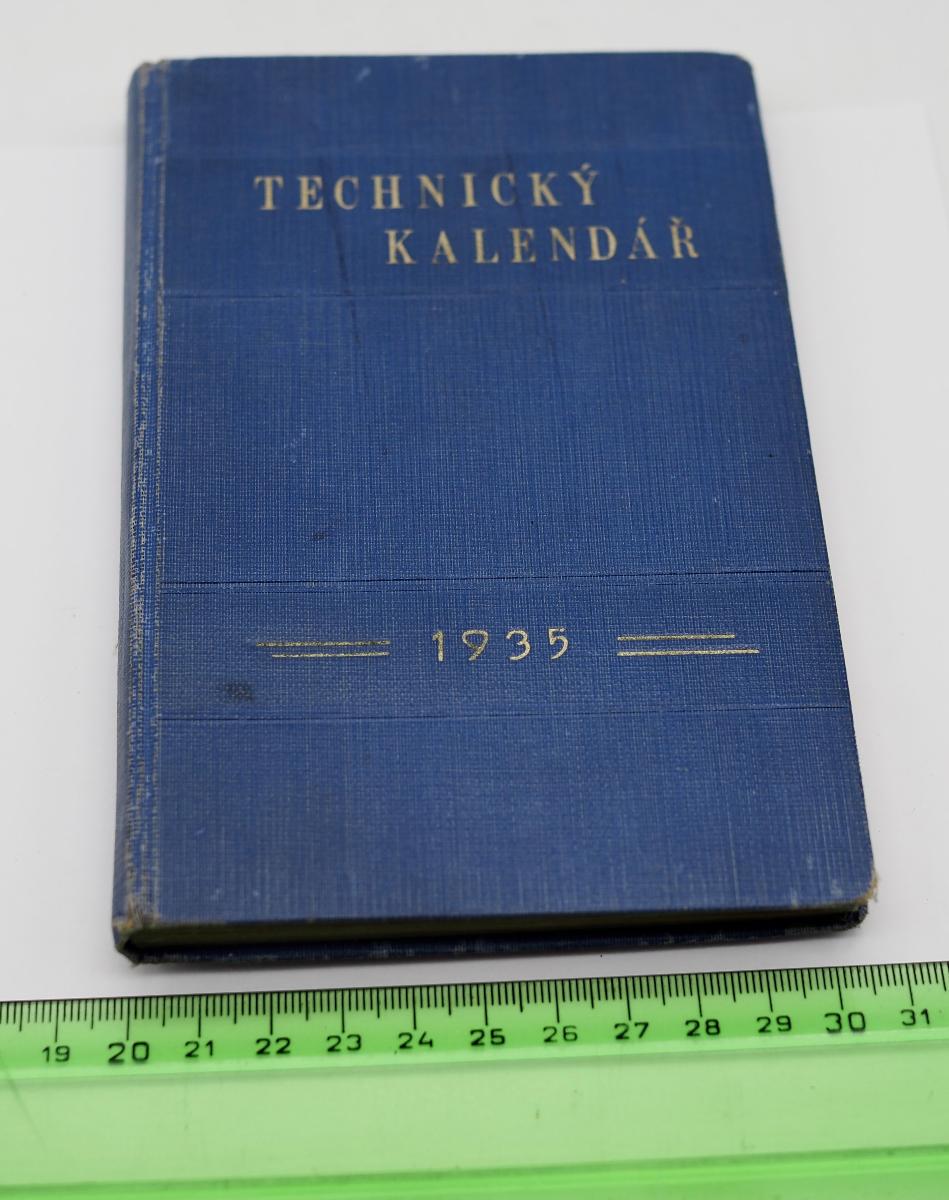 TECHNICKÝ
KALENDÁŘ
1935
19 20 21 22 23 24 25 26 27 28 29 30 31